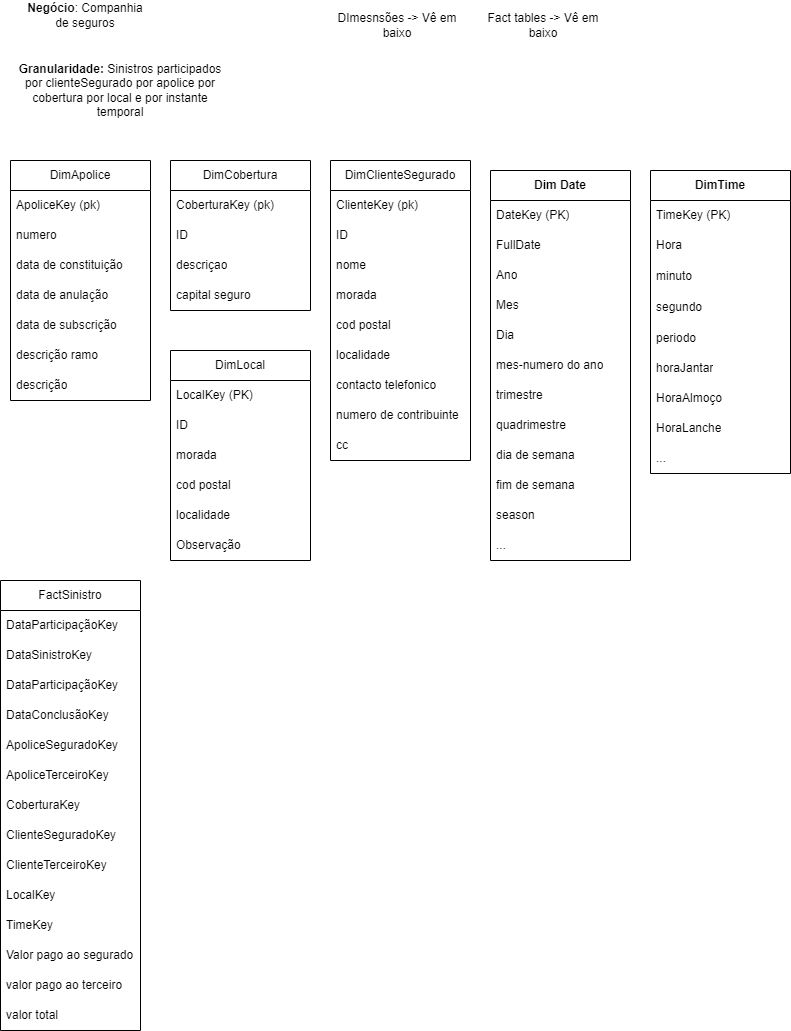 Negócio: Companhia
de seguros
DImesnsões -> Vê em
baixo
Fact tables -> Vê em
baixo
Granularidade: Sinistros participados
por clienteSegurado por apolice por
cobertura por local e por instante
temporal
DimApolice
ApoliceKey (pk)
numero
data de constituição
data de anulação
data de subscrição
descrição ramo
descrição
DimCobertura
CoberturaKey (pk)
ID
descriçao
capital seguro
DimLocal
LocalKey (PK)
ID
morada
cod postal
localidade
Observação
DimClienteSegurado
ClienteKey (pk)
ID
nome
morada
cod postal
localidade
contacto telefonico
numero de contribuinte
cc
Dim Date
DateKey (PK)
FullDate
Ano
Mes
Dia
mes-numero do ano
trimestre
quadrimestre
dia de semana
fim de semana
season
...
DimTime
TimeKey (PK)
Hora
minuto
segundo
periodo
horaJantar
HoraAlmoço
HoraLanche
...
FactSinistro
DataParticipaçãoKey
DataSinistroKey
DataParticipaçãoKey
DataConclusãoKey
ApoliceSeguradoKey
ApoliceTerceiroKey
CoberturaKey
ClienteSeguradoKey
ClienteTerceiroKey
LocalKey
TimeKey
Valor pago ao segurado
valor pago ao terceiro
valor total